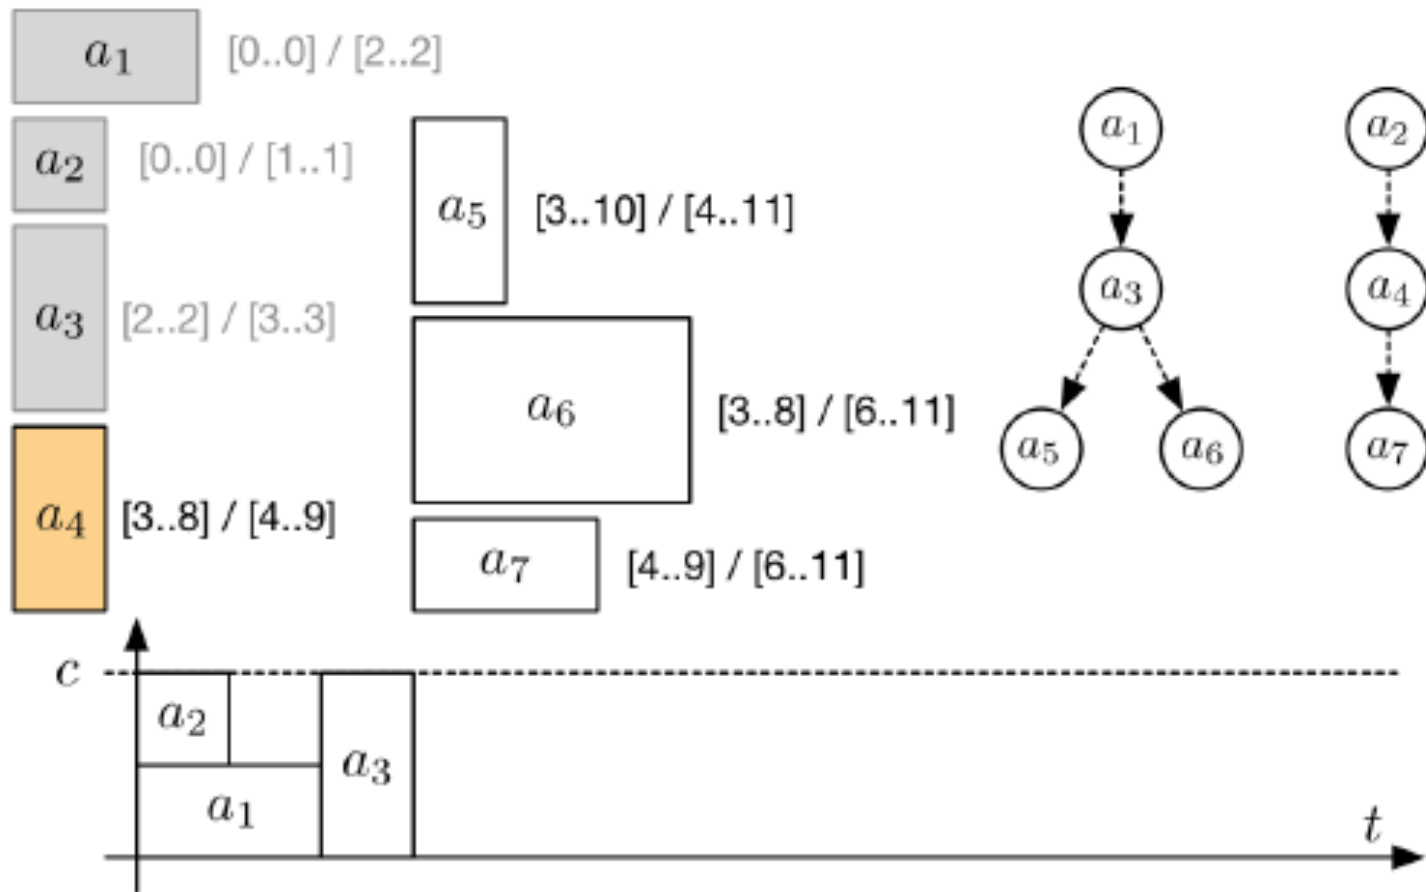 a1 [0..0] / [2..2]
a2 [0..0] / [1..1]
a3 [2..2] / [3..3]
a4 [3..8] / [4..9]
a5 [3..10] / [4..11]
a6 [3..8] / [6..11]
a7 [4..9] / [6..11]
a1
a2
a3
a4
a5
a6
a7
c
a2
a3
a1
t